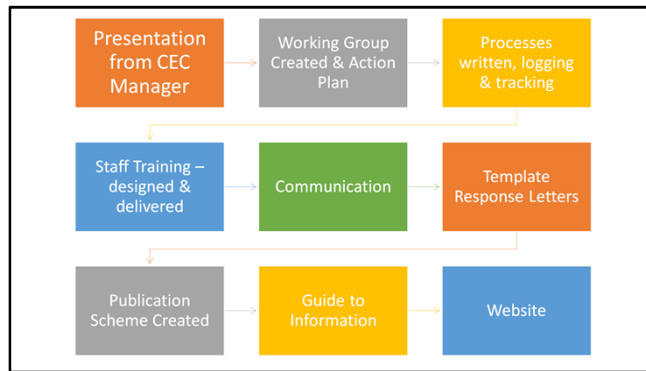 Presentation
from CEC
Manager
Working Group
Created & Action
Plan
Processes
written, logging
& tracking
Staff Training –
designed &
delivered
Communication
Template
Response Letters
Publication
Scheme Created
Guide to
Information
Website